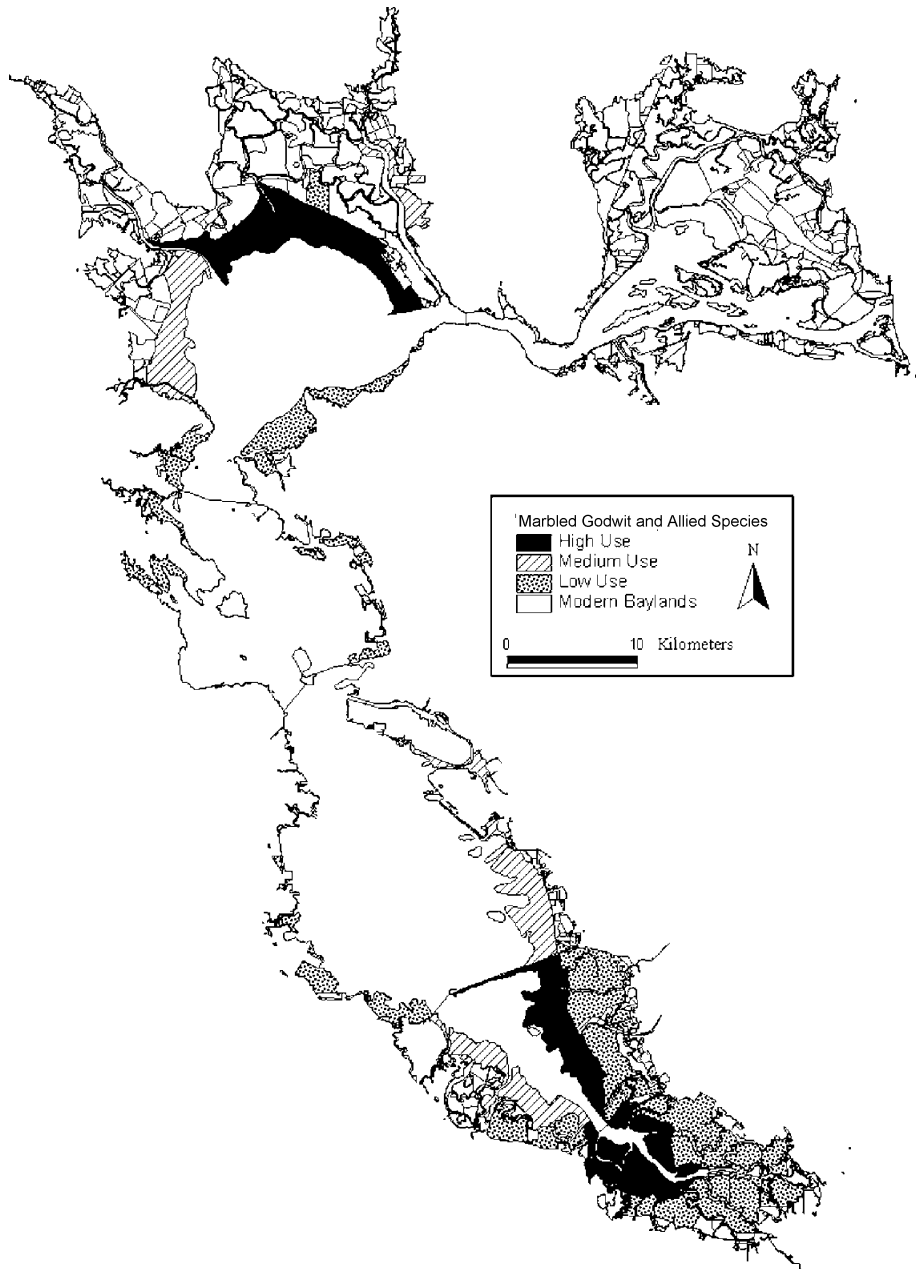 'Marbled Godwit and Allied Species
High Use
Medium Use
Low Use
Modern Baylands
N
0 10 Kilometers